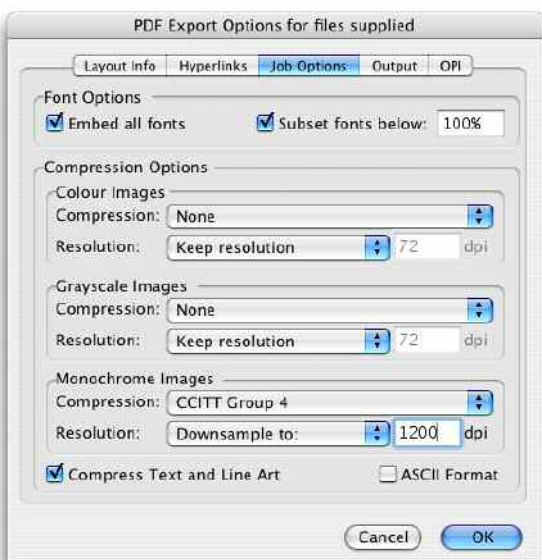 PDF Export Options for files supplied
Layout Info Hyperlinks Job Options Output OPI
Font Options
Embed all fonts Subset fonts below: 100%
Compression Options
Colour Images
Compression: None
Resolution: Keep resolution 72 dpi
Grayscale Images
Compression: None
Resolution: Keep resolution 72 dpi
Monochrome Images
Compression: CCITT Group 4
Resolution: Downsample to: 1200 dpi
Compress Text and Line Art ASCII Format
Cancel OK